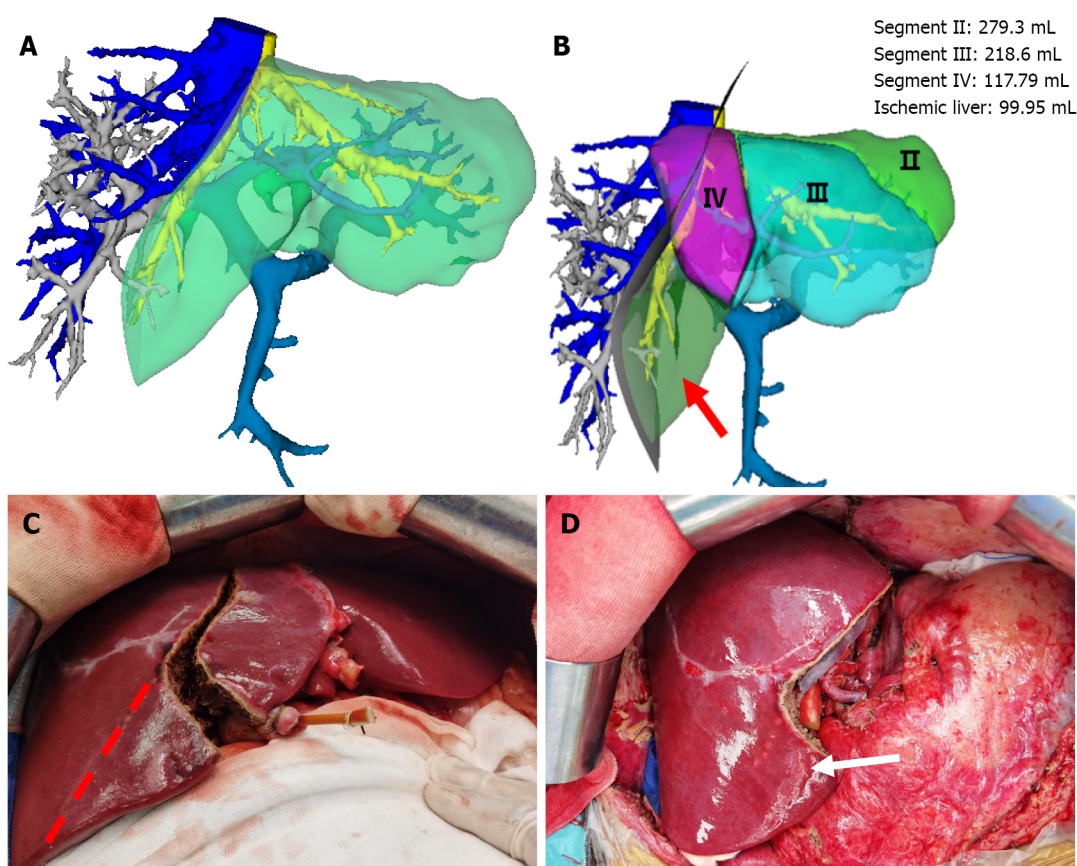 A
B
Segment II: 279.3 mL
Segment III: 218.6 mL
Segment IV: 117.79 mL
Ischemic liver: 99.95 mL
II
III
IV
C
D